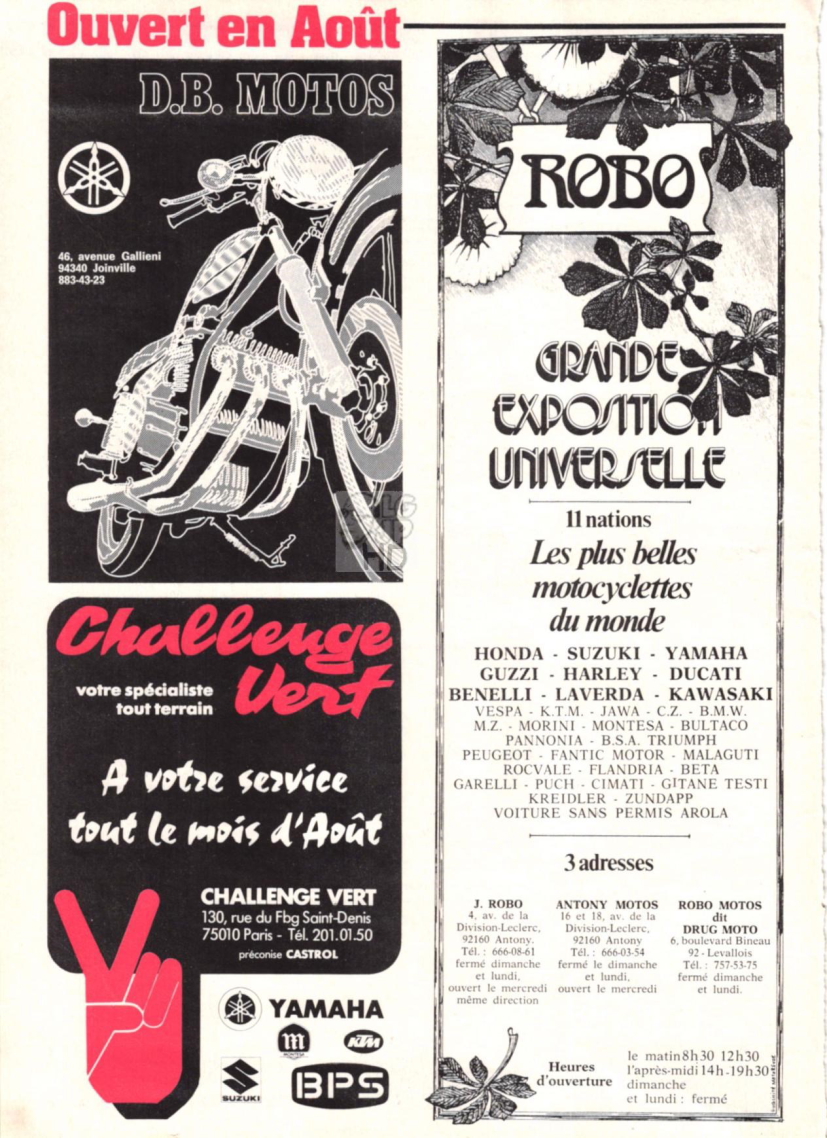 Ouvert en Août
D.B. MOTOS
46, avenue Gallieni
94340 Joinville
883-43-23
Challenge
Vert
votre spécialiste
tout terrain
A votre service
tout le mois d'Août
CHALLENGE VERT
130, rue du Fbg Saint-Denis
75010 Paris - Tél. 201.01.50
préconise CASTROL
YAMAHA
MONTESA
KTM
SUZUKI
BPS
ROBO
GRANDE
EXPOSITION
UNIVERSELLE
11 nations
Les plus belles
motocyclettes
du monde
HONDA - SUZUKI - YAMAHA
GUZZI - HARLEY - DUCATI
BENELLI - LAVERDA - KAWASAKI
VESPA - K.T.M. - JAWA - C.Z. - B.M.W.
M.Z. - MORINI - MONTESA - BULTACO
PANNONIA - B.S.A. TRIUMPH
PEUGEOT - FANTIC MOTOR - MALAGUTI
ROCVALE - FLANDRIA - BETA
GARELLI - PUCH - CIMATI - GITANE TESTI
KREIDLER - ZUNDAPP
VOITURE SANS PERMIS AROLA
3 adresses
J. ROBO
4, av. de la
Division-Leclerc,
92160 Antony.
Tél. : 666-08-61
fermé dimanche
et lundi,
ouvert le mercredi
même direction
ANTONY MOTOS
16 et 18, av. de la
Division-Leclerc,
92160 Antony
Tél. : 666-03-54
fermé le dimanche
et lundi,
ouvert le mercredi
ROBO MOTOS
dit
DRUG MOTO
6, boulevard Bineau
92 - Levallois
Tél. : 757-53-75
fermé dimanche
et lundi.
Heures
d'ouverture
le matin 8h30 12h30
l'après-midi 14h-19h30
dimanche
et lundi : fermé